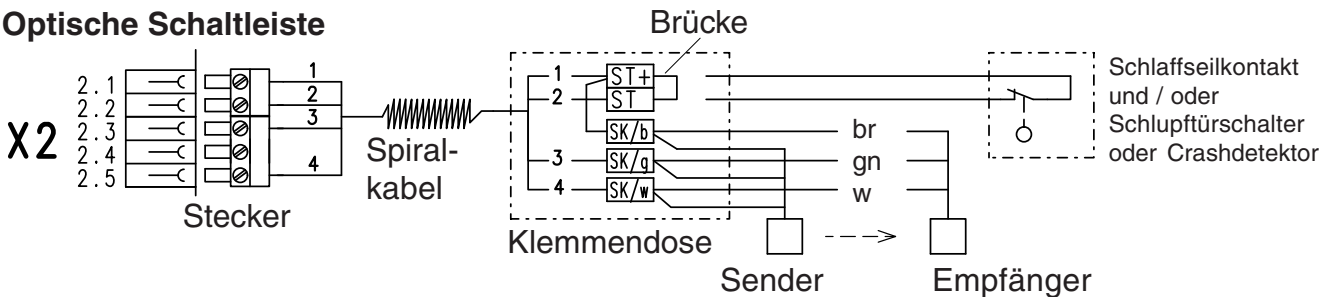 Optische Schaltleiste
X2
2.1
2.2
2.3
2.4
2.5
1
2
3
4
Stecker
Spiral-
kabel
Brücke
1
2
3
4
ST+
ST
SK/b
SK/g
SK/w
Klemmendose
br
gn
w
Sender
Empfänger
Schlaffseilkontakt
und / oder
Schlupftürschalter
oder Crashdetektor